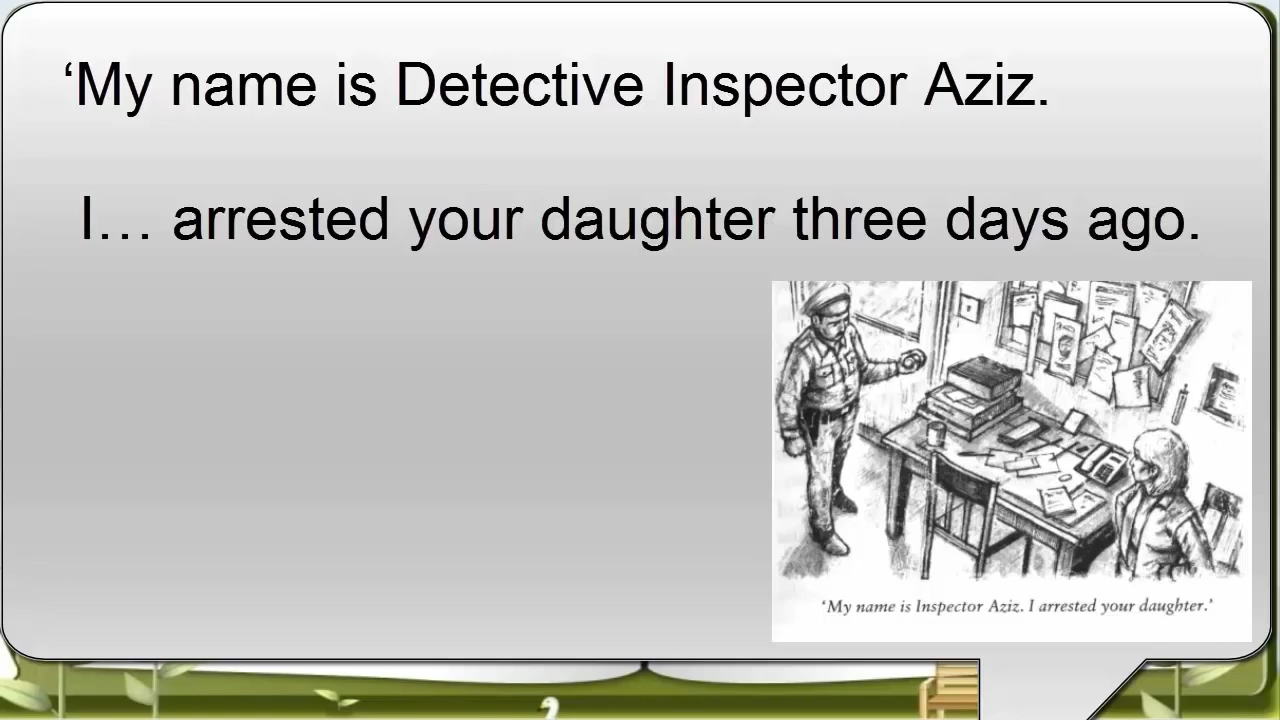 ‘My name is Detective Inspector Aziz.
I… arrested your daughter three days ago.
‘My name is Inspector Aziz. I arrested your daughter.’